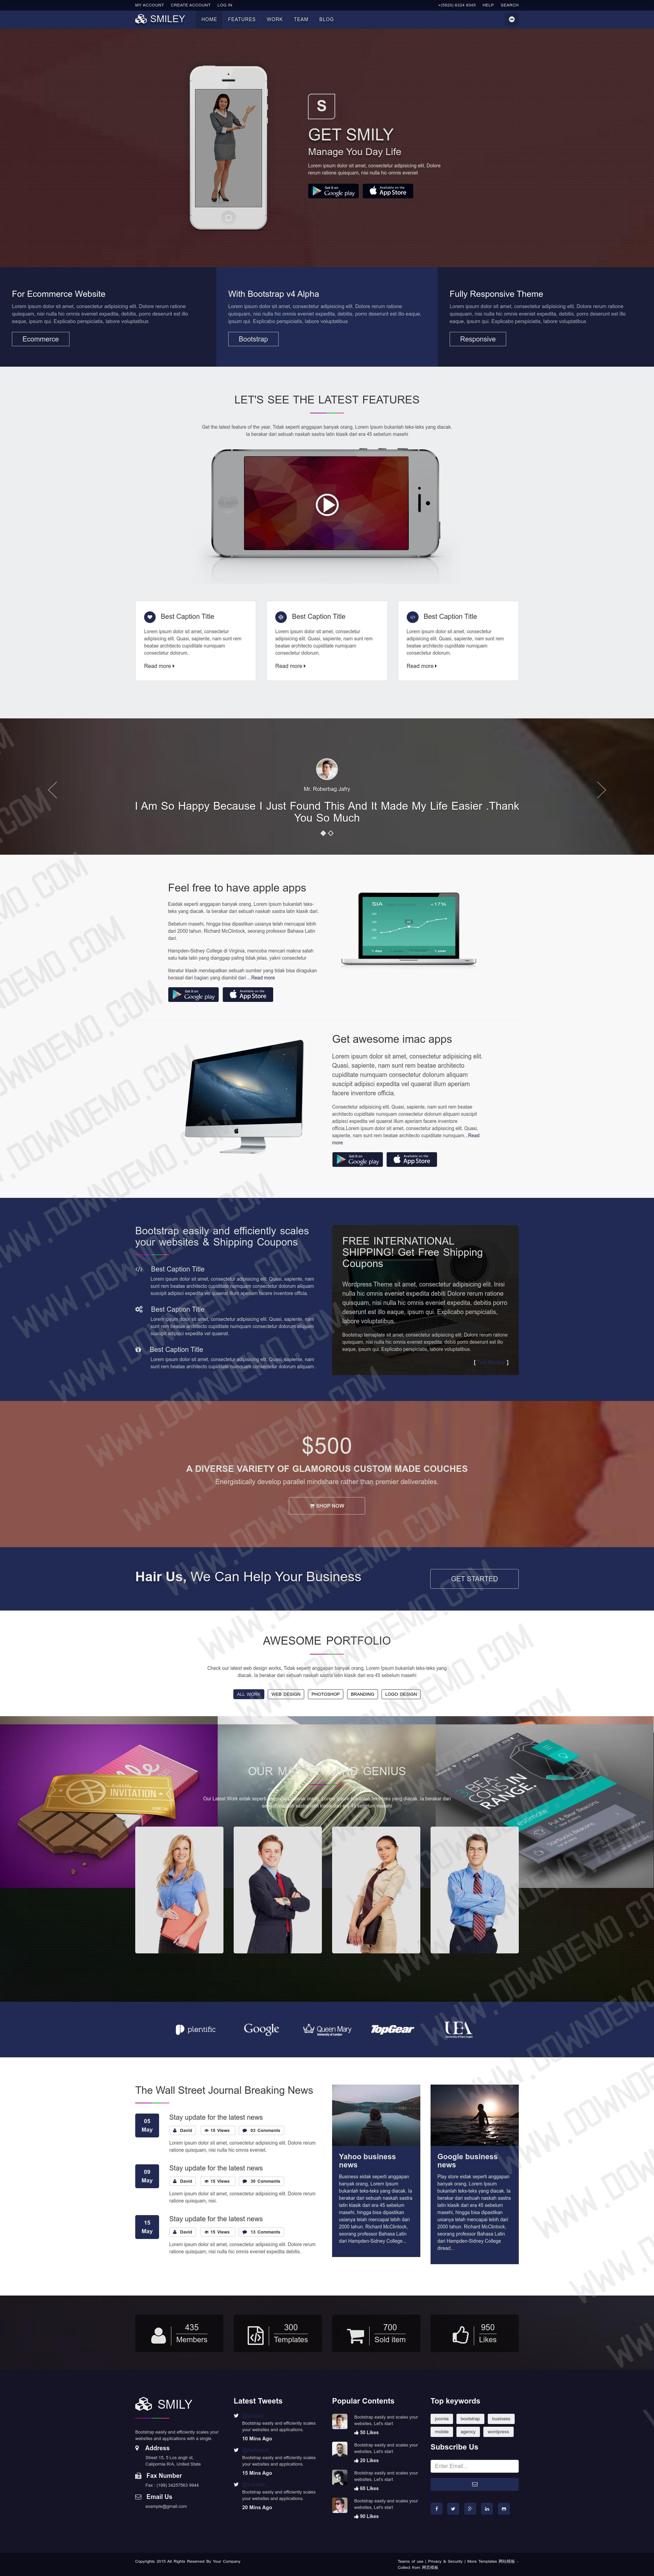 MY ACCOUNT CREATE ACCOUNT LOG IN
+(5620) 6324 9345 HELP SEARCH
SMILEY
HOME FEATURES WORK TEAM BLOG
S
GET SMILY
Manage You Day Life
Lorem ipsum dolor sit amet, consectetur adipisicing elit. Dolore
rerum ratione quisquam, nisi nulla hic omnis eveniet
Get it on
Google play
Available on the
App Store
For Ecommerce Website
Lorem ipsum dolor sit amet, consectetur adipisicing elit. Dolore rerum ratione
quisquam, nisi nulla hic omnis eveniet expedita, debitis, porro deserunt est illo
eaque, ipsum qui. Explicabo perspiciatis, labore voluptatibus
Ecommerce
With Bootstrap v4 Alpha
Lorem ipsum dolor sit amet, consectetur adipisicing elit. Dolore rerum ratione
quisquam, nisi nulla hic omnis eveniet expedita, debitis, porro deserunt est illo eaque,
ipsum qui. Explicabo perspiciatis, labore voluptatibus
Bootstrap
Fully Responsive Theme
Lorem ipsum dolor sit amet, consectetur adipisicing elit. Dolore rerum ratione
quisquam, nisi nulla hic omnis eveniet expedita, debitis, porro deserunt est illo
eaque, ipsum qui. Explicabo perspiciatis, labore voluptatibus
Responsive
LET'S SEE THE LATEST FEATURES
Get the latest feature of the year, Tidak seperti anggapan banyak orang, Lorem Ipsum bukanlah teks-teks yang diacak.
Ia berakar dari sebuah naskah sastra latin klasik dari era 45 sebelum masehi
Best Caption Title
Lorem ipsum dolor sit amet, consectetur
adipisicing elit. Quasi, sapiente, nam sunt rem
beatae architecto cupiditate numquam
consectetur dolorum.
Read more
Best Caption Title
Lorem ipsum dolor sit amet, consectetur
adipisicing elit. Quasi, sapiente, nam sunt rem
beatae architecto cupiditate numquam
consectetur dolorum.
Read more
Best Caption Title
Lorem ipsum dolor sit amet, consectetur
adipisicing elit. Quasi, sapiente, nam sunt rem
beatae architecto cupiditate numquam
consectetur dolorum.
Read more
Mr. Roberbag Jafry
I Am So Happy Because I Just Found This And It Made My Life Easier .Thank
You So Much
Feel free to have apple apps
Eaidak seperti anggapan banyak orang, Lorem Ipsum bukanlah teks-
teks yang diacak. Ia berakar dari sebuah naskah sastra latin klasik dari.
Sebelum masehi, hingga bisa dipastikan usianya telah mencapai lebih
dari 2000 tahun. Richard McClintock, seorang professor Bahasa Latin
dari.
Hampden-Sidney College di Virginia, mencoba mencari makna salah
satu kata latin yang dianggap paling tidak jelas, yakni consectetur
literatur klasik mendapatkan sebuah sumber yang tidak bisa diragukan
berasal dari bagian yang diambil dari ...Read more
Get it on
Google play
Available on the
App Store
SIA
+17%
Get awesome imac apps
Lorem ipsum dolor sit amet, consectetur adipisicing elit.
Quasi, sapiente, nam sunt rem beatae architecto
cupiditate numquam consectetur dolorum aliquam
suscipit adipisci expedita vel quaerat illum aperiam
facere inventore officia.
Consectetur adipisicing elit. Quasi, sapiente, nam sunt rem beatae
architecto cupiditate numquam consectetur dolorum aliquam suscipit
adipisci expedita vel quaerat illum aperiam facere inventore
officia.Lorem ipsum dolor sit amet, consectetur adipisicing elit. Quasi,
sapiente, nam sunt rem beatae architecto cupiditate numquam...Read
more
Get it on
Google play
Available on the
App Store
Bootstrap easily and efficiently scales
your websites & Shipping Coupons
Best Caption Title
Lorem ipsum dolor sit amet, consectetur adipisicing elit. Quasi, sapiente, nam
sunt rem beatae architecto cupiditate numquam consectetur dolorum aliquam
suscipit adipisci expedita vel quaerat illum aperiam facere inventore officia.
Best Caption Title
Lorem ipsum dolor sit amet, consectetur adipisicing elit. Quasi, sapiente, nam
sunt rem beatae architecto cupiditate numquam consectetur dolorum aliquam
suscipit adipisci expedita vel quaerat.
Best Caption Title
Lorem ipsum dolor sit amet, consectetur adipisicing elit. Quasi, sapiente, nam
sunt rem beatae architecto cupiditate numquam consectetur dolorum aliquam .
FREE INTERNATIONAL
SHIPPING! Get Free Shipping
Coupons
Wordpress Theme sit amet, consectetur adipisicing elit. Inisi
nulla hic omnis eveniet expedita debiti Dolore rerum ratione
quisquam, nisi nulla hic omnis eveniet expedita, debitis, porro
deserunt est illo eaque, ipsum qui. Explicabo perspiciatis,
labore voluptatibus.
Bootstap temaplate sit amet, consectetur adipisicing elit. Dolore rerum ratione
quisquam, nisi nulla hic omnis eveniet expedita, debiti porro deserunt est illo
eaque, ipsum qui. Explicabo perspiciatis, labore voluptatibus.
$500
A DIVERSE VARIETY OF GLAMOROUS CUSTOM MADE COUCHES
Energistically develop parallel mindshare rather than premier deliverables.
SHOP NOW
Hair Us, We Can Help Your Business
GET STARTED
AWESOME PORTFOLIO
Check our latest web design works, Tidak seperti anggapan banyak orang, Lorem Ipsum bukanlah teks-teks yang
diacak. Ia berakar dari sebuah naskah sastra latin klasik dari era 45 sebelum masehi
ALL WORK WEB DESIGN PHOTOSHOP BRANDING LOGO DESIGN
INVITATION
BEA-
CONS IN
RANGE.
plentific
Google
Queen Mary
University of London
TopGear
UEA
The Wall Street Journal Breaking News
05
May
Stay update for the latest news
David 15 Views 03 Comments
Lorem ipsum dolor sit amet, consectetur adipisicing elit. Dolore rerum
ratione quisquam, nisi nulla hic omnis eveniet.
09
May
Stay update for the latest news
David 15 Views 30 Comments
Lorem ipsum dolor sit amet, consectetur adipisicing elit. Dolore rerum
ratione quisquam, nisi.
15
May
Stay update for the latest news
David 15 Views 13 Comments
Lorem ipsum dolor sit amet, consectetur adipisicing elit. Dolore rerum
ratione quisquam, nisi nulla hic omnis eveniet expedita debitis.
Yahoo business
news
Business eidak seperti anggapan
banyak orang, Lorem Ipsum
bukanlah teks-teks yang diacak. Ia
berakar dari sebuah naskah sastra
latin klasik dari era 45 sebelum
masehi, hingga bisa dipastikan
usianya telah mencapai lebih dari
2000 tahun. Richard McClintock,
seorang professor Bahasa Latin
dari Hampden-Sidney College...
Google business
news
Play store eidak seperti anggapan
banyak orang, Lorem Ipsum
bukanlah teks-teks yang diacak. Ia
berakar dari sebuah naskah sastra
latin klasik dari era 45 sebelum
masehi, hingga bisa dipastikan
usianya telah mencapai lebih dari
2000 tahun. Richard McClintock,
seorang professor Bahasa Latin
dari Hampden-Sidney College
dread...
435
Members
300
Templates
700
Sold item
950
Likes
SMILY
Bootstrap easily and efficiently scales your
websites and applications with a single.
Address
Street 15, 5 Los angir st,
Calipornia R/A, United State
Fax Number
Fax : (199) 34257563 9944
Email Us
example@gmail.com
Latest Tweets
Bootstrap easily and efficiently scales
your websites and applications.
10 Mins Ago
Bootstrap easily and efficiently scales
your websites and applications.
15 Mins Ago
Bootstrap easily and efficiently scales
your websites and applications.
20 Mins Ago
Popular Contents
Bootstrap easily and scales your
websites, Let's start
50 Likes
Bootstrap easily and scales your
websites, Let's start
20 Likes
Bootstrap easily and scales your
websites, Let's start
60 Likes
Bootstrap easily and scales your
websites, Let's start
90 Likes
Top keywords
joomla bootstrap business
mobile agency wordpress
Subscribe Us
Enter Email...
Copyrights 2015 All Rights Reserved By Your Company
Teams of use | Privacy & Security | More Templates 网站模板 -
Collect from 网页模板
WWW.DOWNDEMO.COM